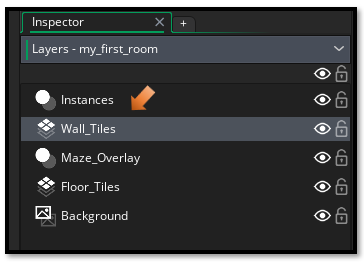 Inspector
Layers - my_first_room
Instances
Wall_Tiles
Maze_Overlay
Floor_Tiles
Background